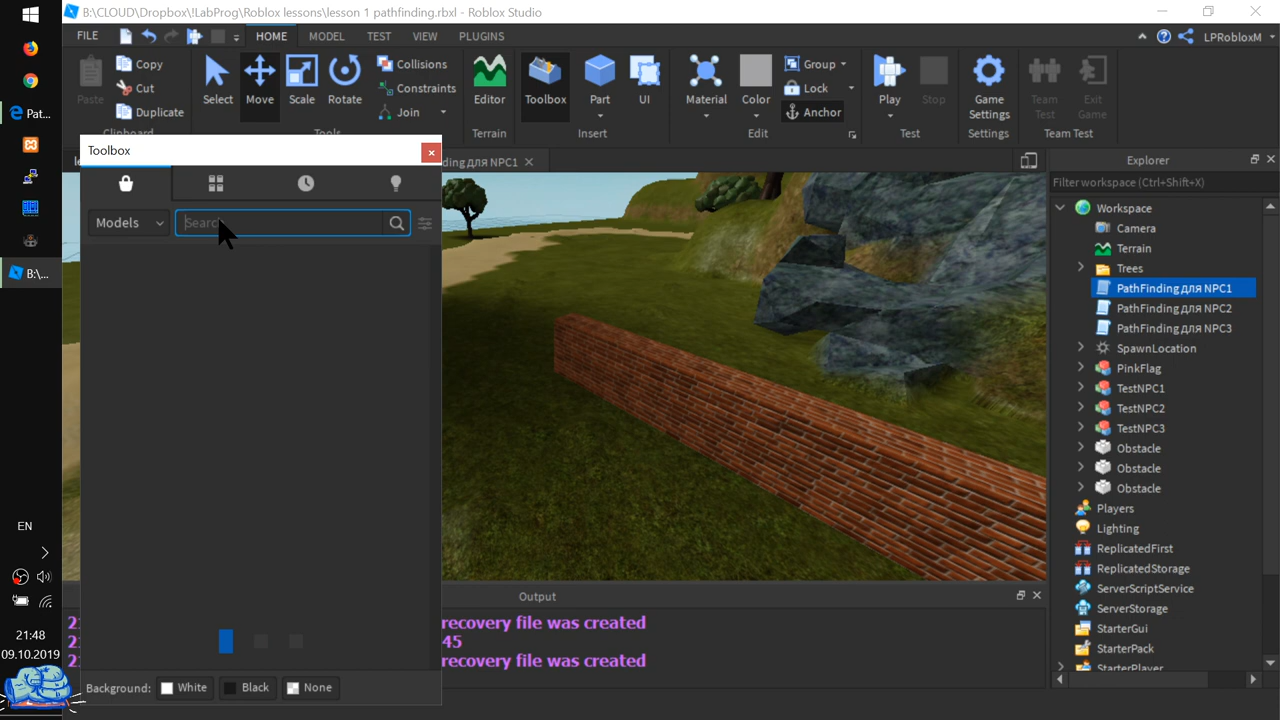 B:\CLOUD\Dropbox\!LabProg\Roblox lessons\lesson 1 pathfinding.rbxl - Roblox Studio
FILE
HOME
MODEL
TEST
VIEW
PLUGINS
LPRobloxM
Paste
Copy
Cut
Duplicate
Clipboard
Select
Move
Scale
Rotate
Collisions
Constraints
Join
Tools
Editor
Terrain
Toolbox
Part
UI
Insert
Material
Color
Group
Lock
Anchor
Edit
Play
Stop
Test
Game
Settings
Settings
Team
Test
Exit
Game
Team Test
Pat...
B:\...
Toolbox
Models
Search
ding для NPC1
Explorer
Filter workspace (Ctrl+Shift+X)
Workspace
Camera
Terrain
Trees
PathFinding для NPC1
PathFinding для NPC2
PathFinding для NPC3
SpawnLocation
PinkFlag
TestNPC1
TestNPC2
TestNPC3
Obstacle
Obstacle
Obstacle
Players
Lighting
ReplicatedFirst
ReplicatedStorage
ServerScriptService
ServerStorage
StarterGui
StarterPack
StarterPlayer
Output
recovery file was created
45
recovery file was created
Background:
White
Black
None
EN
21:48
09.10.2019